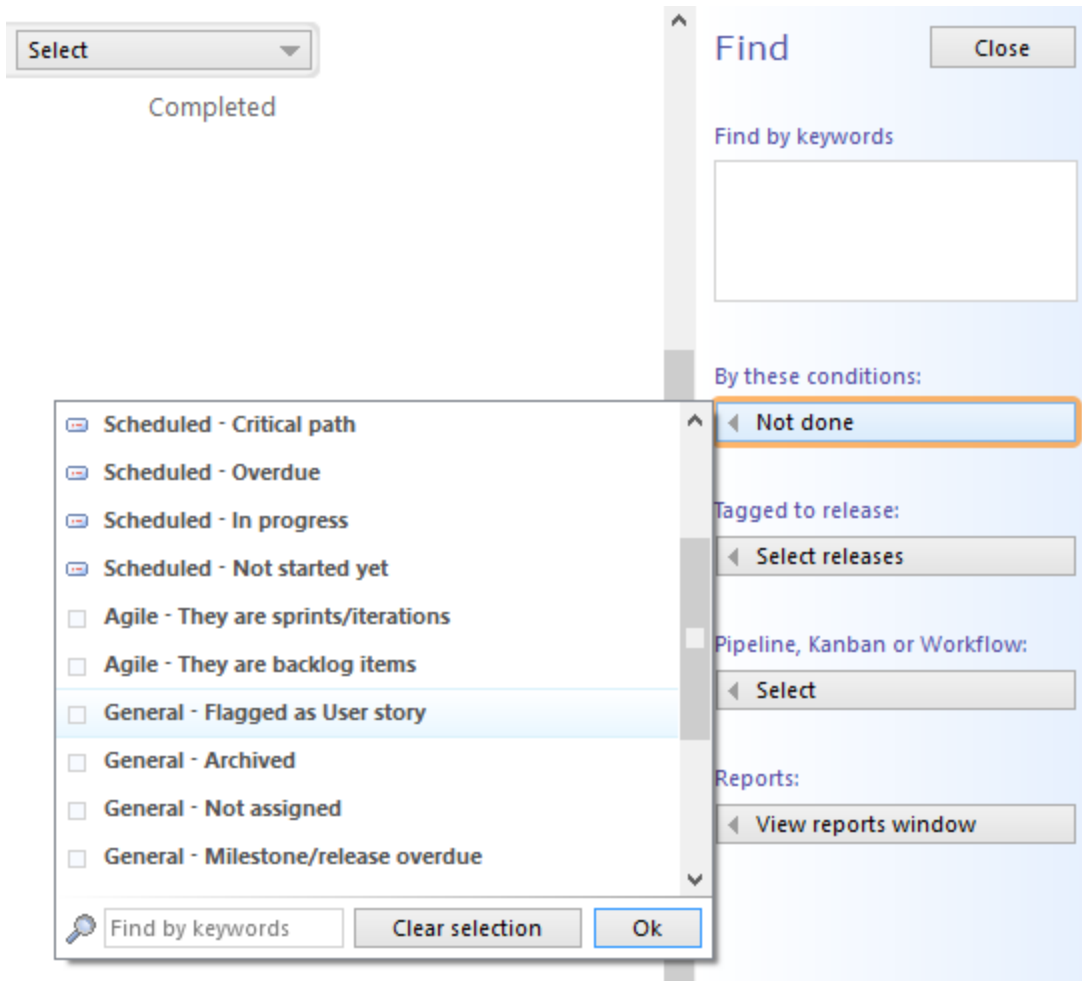 Select
Completed
Find
Close
Find by keywords
By these conditions:
Not done
Scheduled - Critical path
Scheduled - Overdue
Scheduled - In progress
Scheduled - Not started yet
Agile - They are sprints/iterations
Agile - They are backlog items
General - Flagged as User story
General - Archived
General - Not assigned
General - Milestone/release overdue
Find by keywords
Clear selection
Ok
Tagged to release:
Select releases
Pipeline, Kanban or Workflow:
Select
Reports:
View reports window